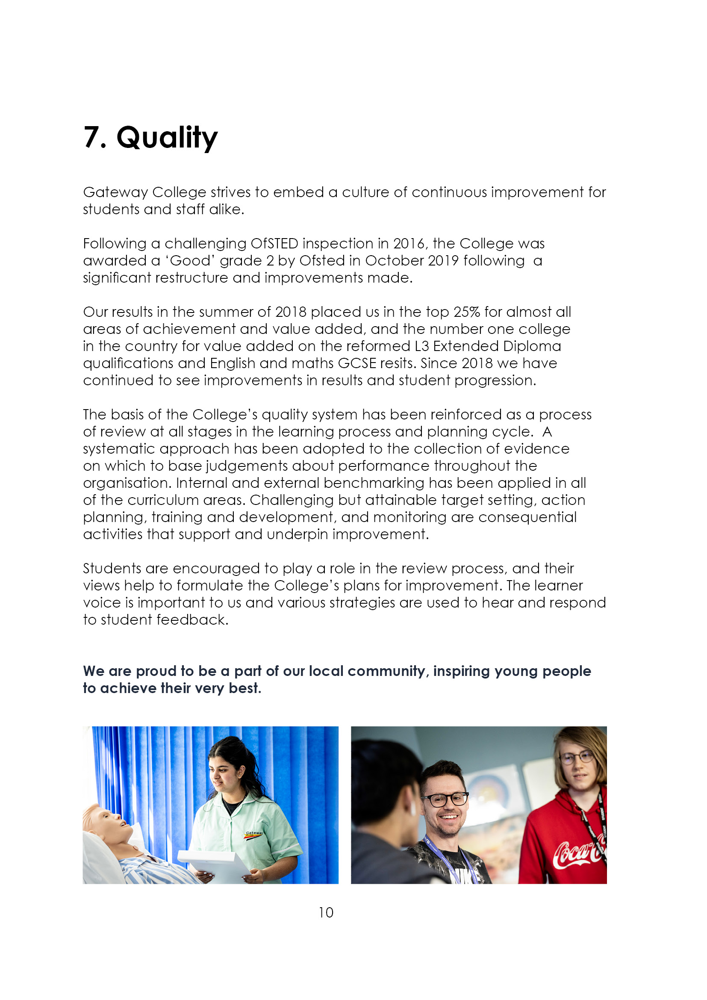 7. Quality
Gateway College strives to embed a culture of continuous improvement for
students and staff alike.
Following a challenging OfSTED inspection in 2016, the College was
awarded a ‘Good’ grade 2 by Ofsted in October 2019 following  a
significant restructure and improvements made.
Our results in the summer of 2018 placed us in the top 25% for almost all
areas of achievement and value added, and the number one college
in the country for value added on the reformed L3 Extended Diploma
qualifications and English and maths GCSE resits. Since 2018 we have
continued to see improvements in results and student progression.
The basis of the College’s quality system has been reinforced as a process
of review at all stages in the learning process and planning cycle.  A
systematic approach has been adopted to the collection of evidence
on which to base judgements about performance throughout the
organisation. Internal and external benchmarking has been applied in all
of the curriculum areas. Challenging but attainable target setting, action
planning, training and development, and monitoring are consequential
activities that support and underpin improvement.
Students are encouraged to play a role in the review process, and their
views help to formulate the College’s plans for improvement. The learner
voice is important to us and various strategies are used to hear and respond
to student feedback.
We are proud to be a part of our local community, inspiring young people
to achieve their very best.
Gateway
COLLEGE
NIKE
Coca-C
10